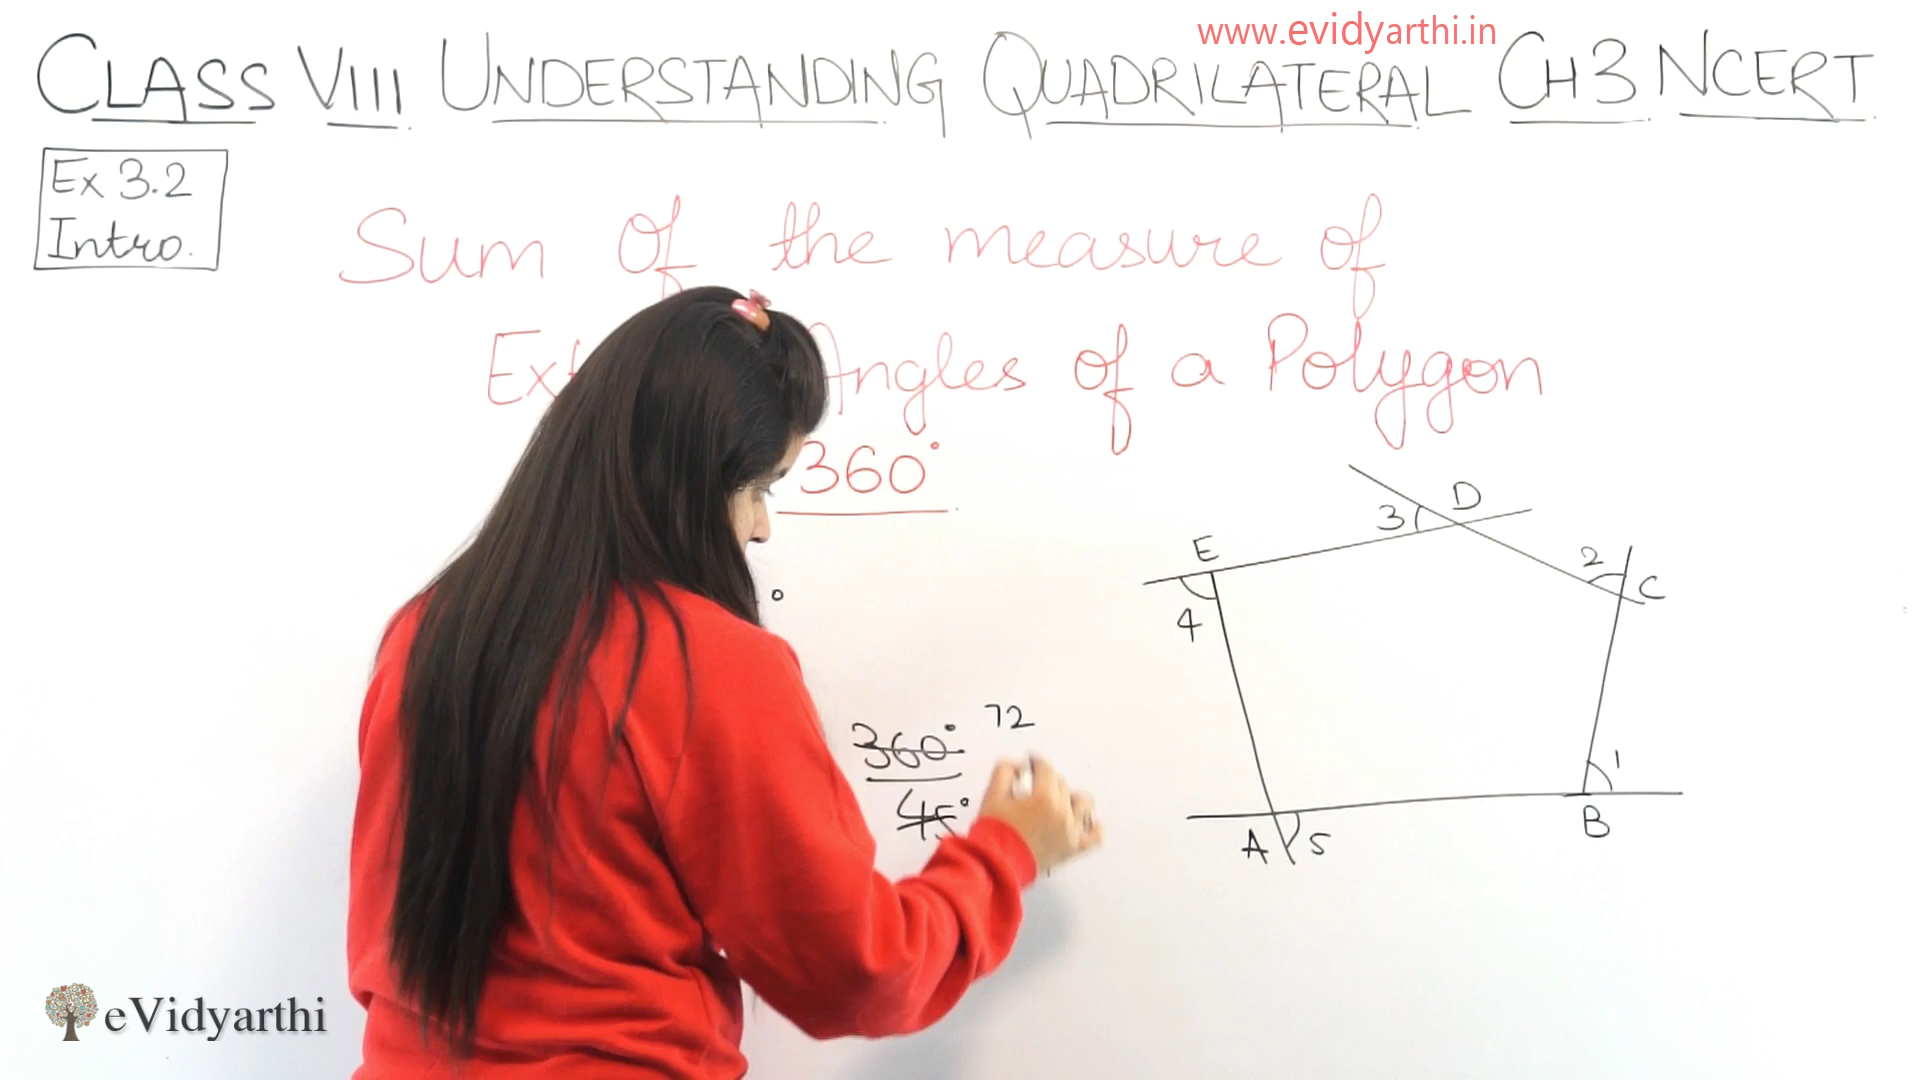 www.evidyarthi.in
CLASS VIII UNDERSTANDING QUADRILATERAL CH 3 NCERT
Ex 3.2
Intro.
Sum Of the measure of
Angles of a Polygon
360°
D
3
E
2
C
4
72
360°
45°
1
B
A
5
eVidyarthi